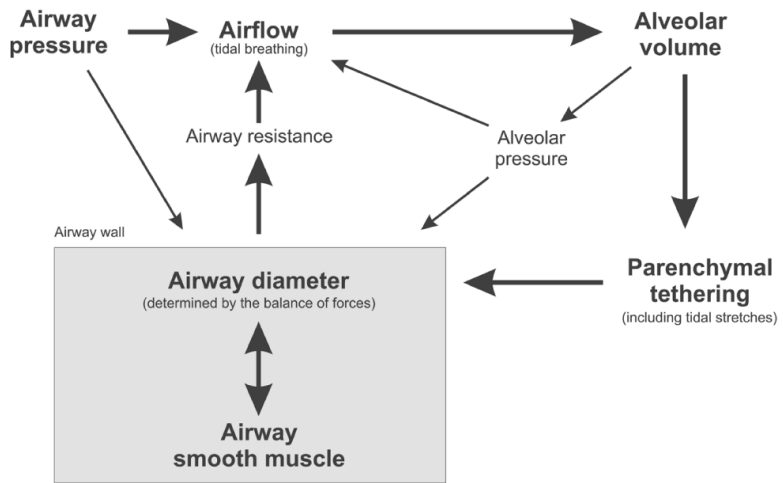 Airway
pressure
Airflow
(tidal breathing)
Alveolar
volume
Airway resistance
Alveolar
pressure
Airway wall
Airway diameter
(determined by the balance of forces)
Parenchymal
tethering
(including tidal stretches)
Airway
smooth muscle